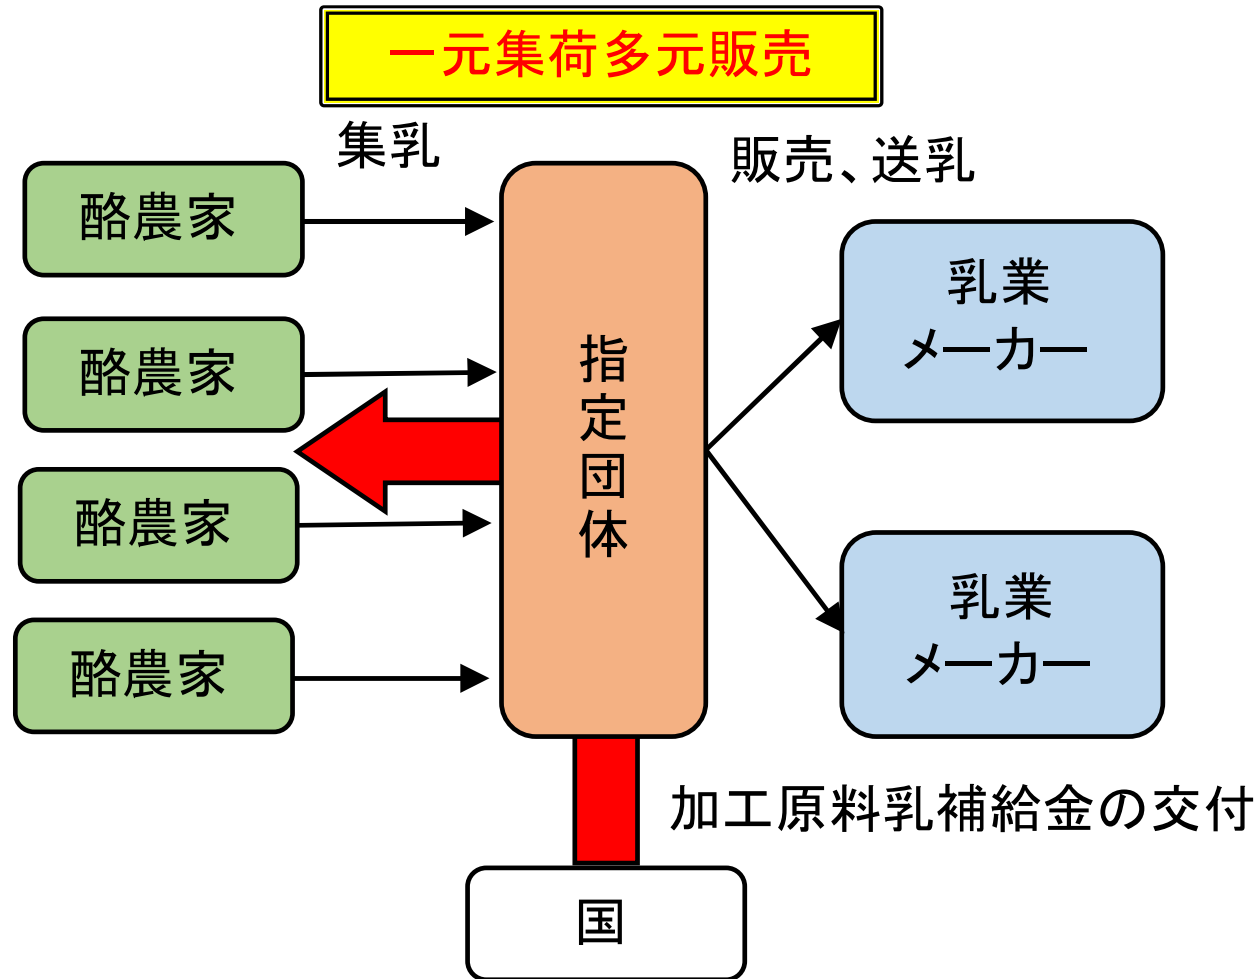 一元集荷多元販売
集乳
販売、送乳
酪農家
酪農家
酪農家
酪農家
指定団体
乳業
メーカー
乳業
メーカー
加工原料乳補給金の交付
国